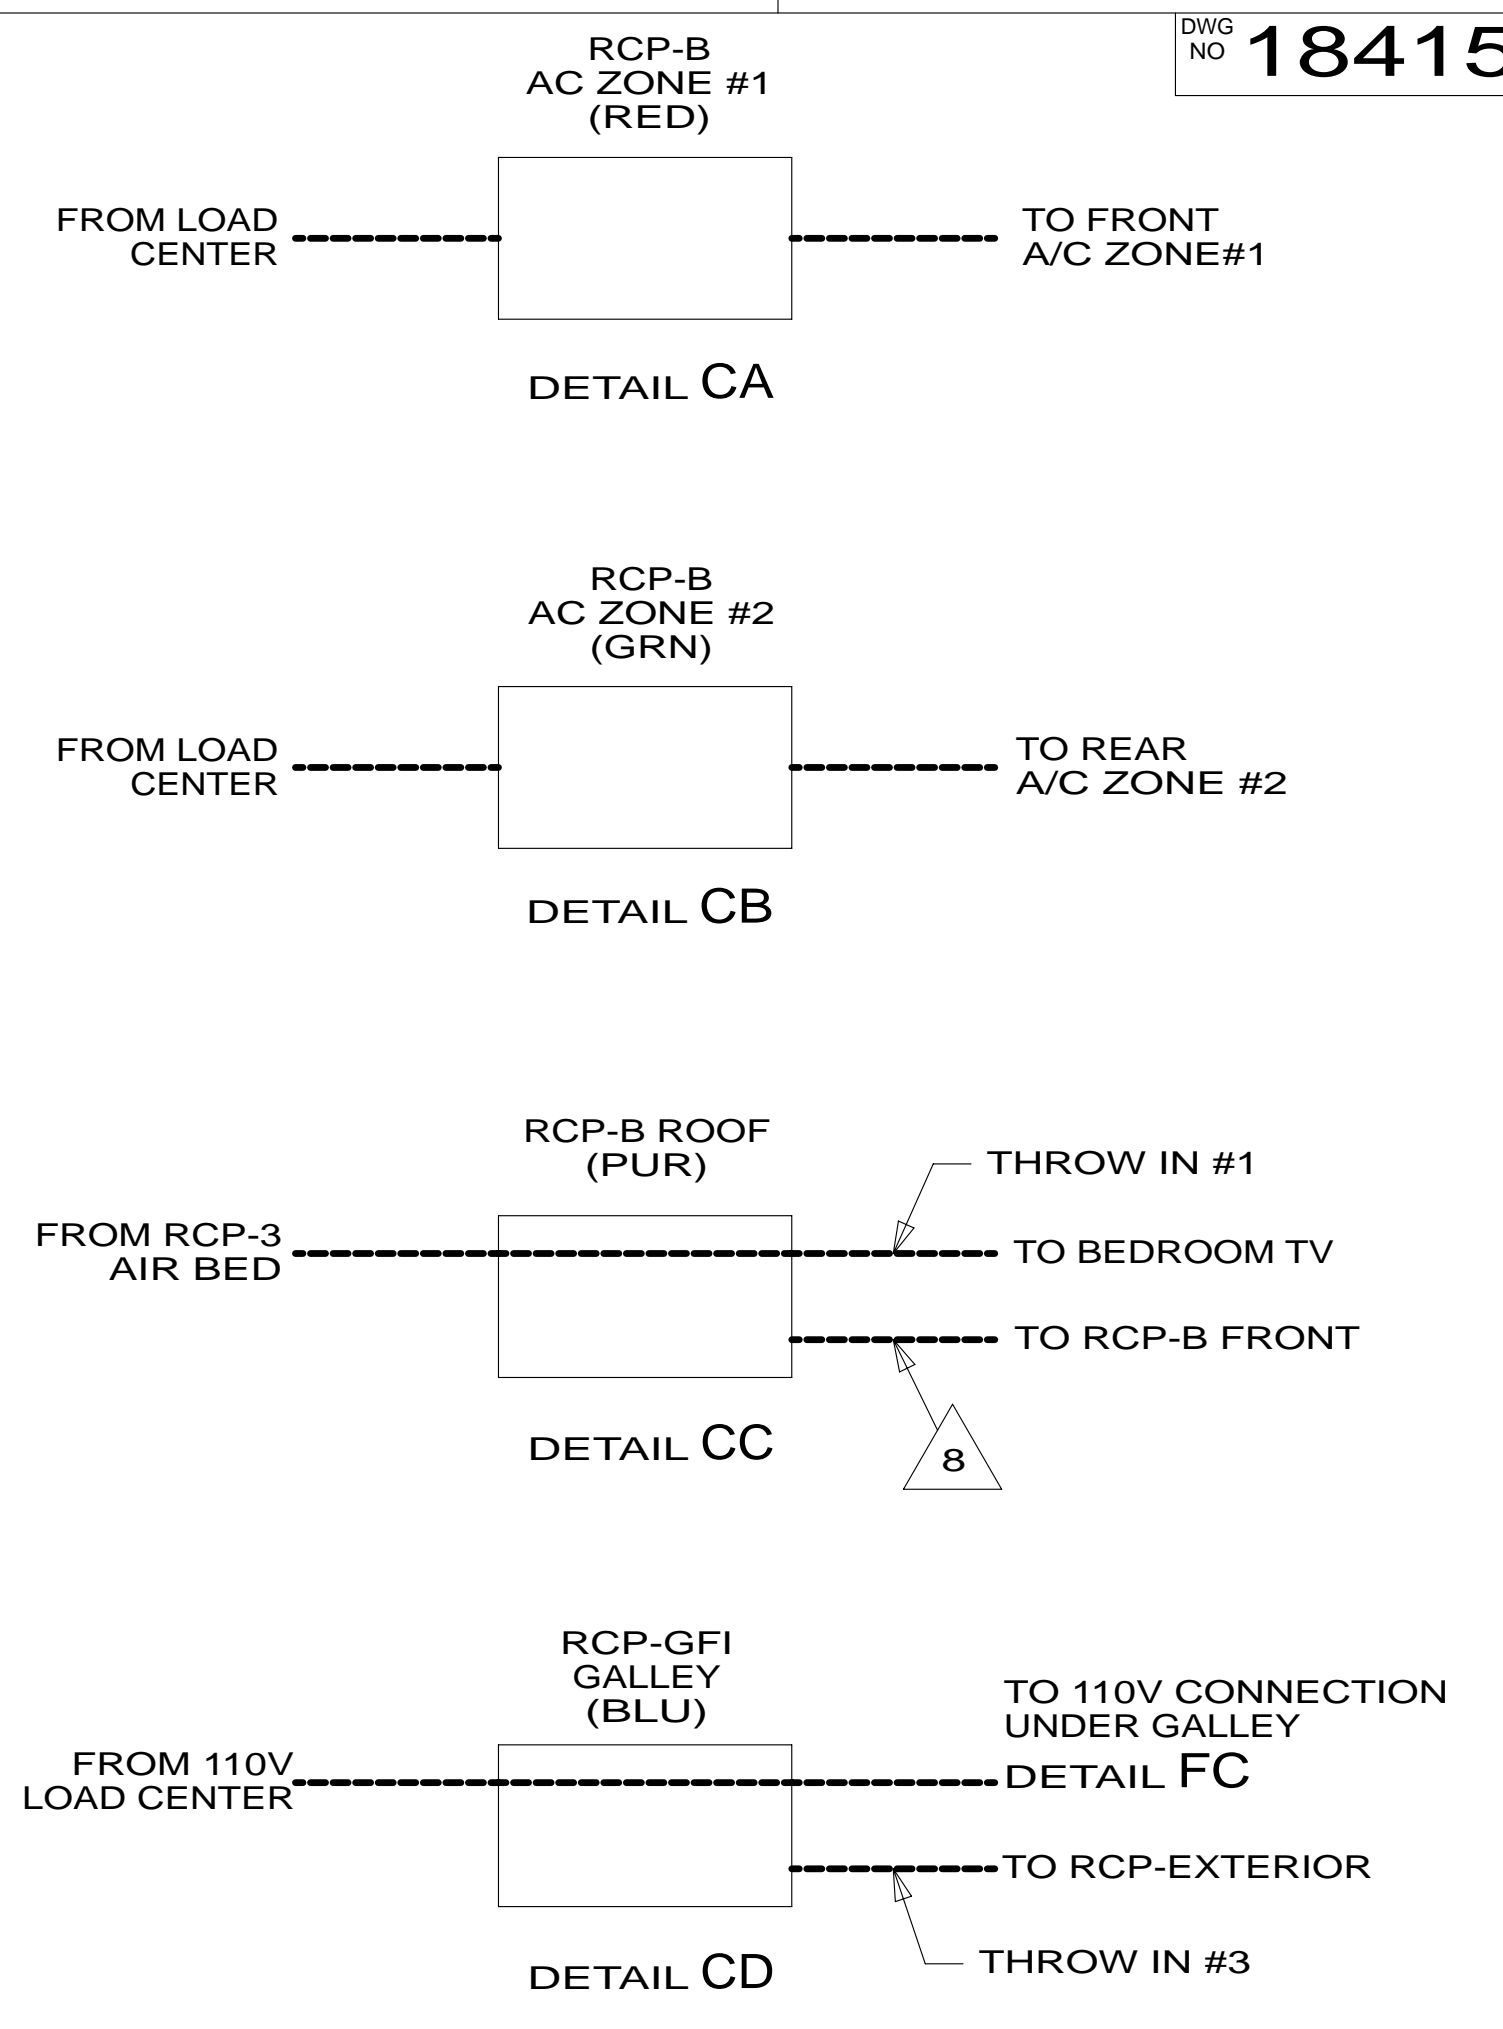 DWG
NO
18415
RCP-B
AC ZONE #1
(RED)
FROM LOAD
CENTER
TO FRONT
A/C ZONE#1
DETAIL CA
RCP-B
AC ZONE #2
(GRN)
FROM LOAD
CENTER
TO REAR
A/C ZONE #2
DETAIL CB
RCP-B ROOF
(PUR)
THROW IN #1
FROM RCP-3
AIR BED
TO BEDROOM TV
TO RCP-B FRONT
8
DETAIL CC
RCP-GFI
GALLEY
(BLU)
FROM 110V
LOAD CENTER
TO 110V CONNECTION
UNDER GALLEY
DETAIL FC
TO RCP-EXTERIOR
THROW IN #3
DETAIL CD